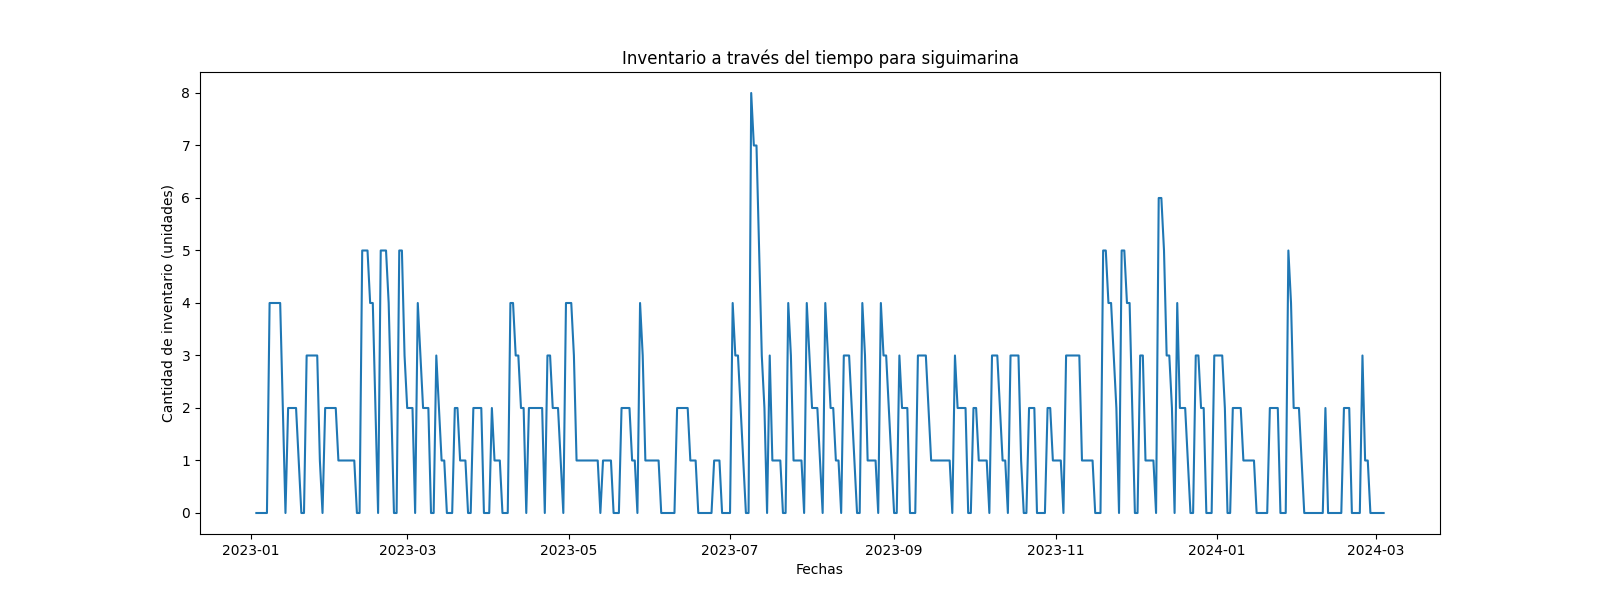 Inventario a través del tiempo para siguimarina
Cantidad de inventario (unidades)
8
7
6
5
4
3
2
1
0
2023-01 2023-03 2023-05 2023-07 2023-09 2023-11 2024-01 2024-03
Fechas